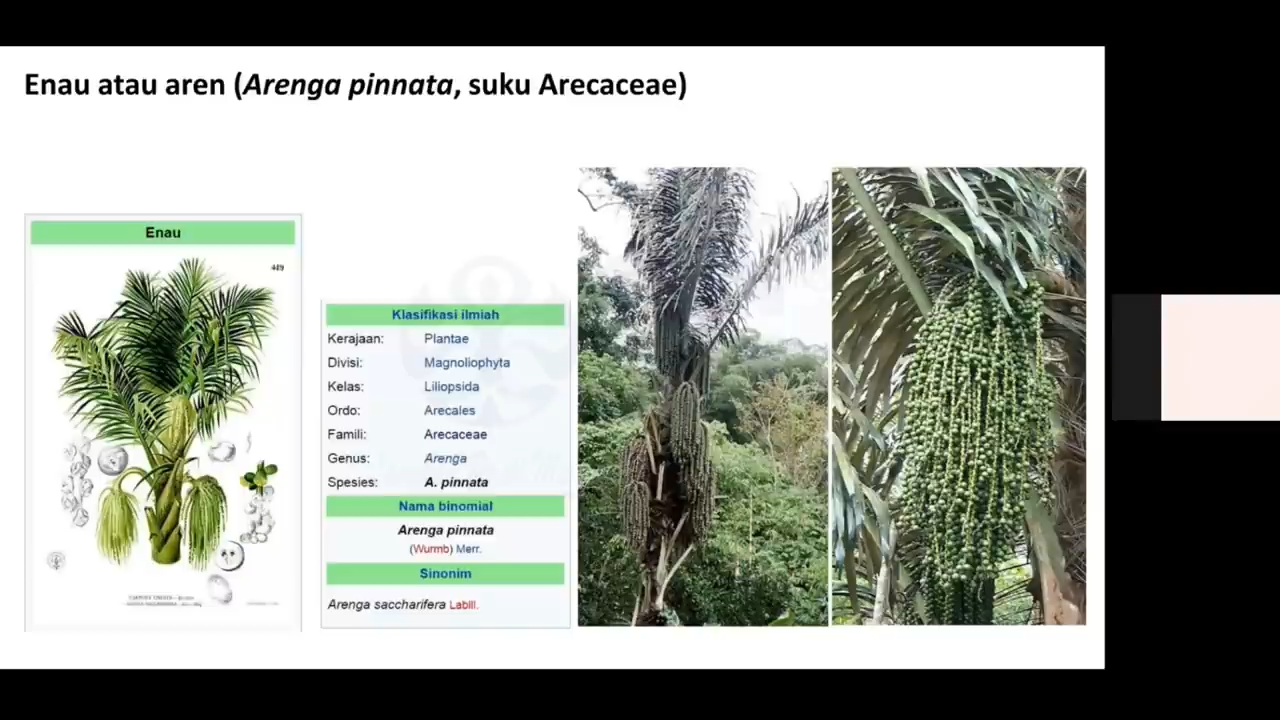 Enau atau aren (Arenga pinnata, suku Arecaceae)
Enau
449
Klasifikasi ilmiah
Kerajaan: Plantae
Divisi: Magnoliophyta
Kelas: Liliopsida
Ordo: Arecales
Famili: Arecaceae
Genus: Arenga
Spesies: A. pinnata
Nama binomial
Arenga pinnata
(Wurmb) Merr.
Sinonim
Arenga saccharifera Labill.